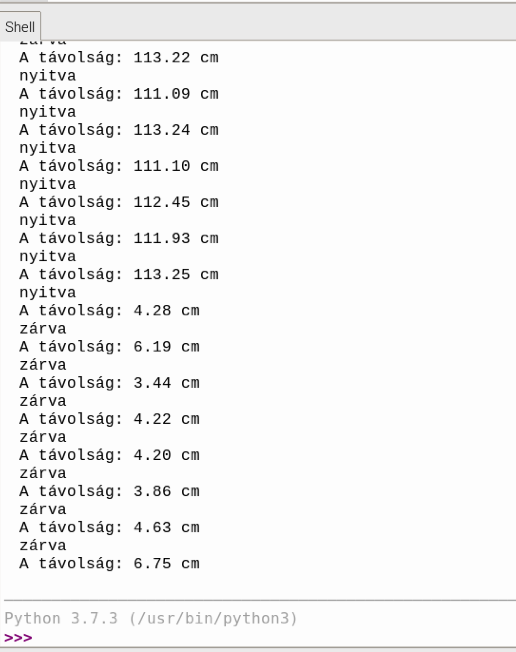 Shell
zárva
A távolság: 113.22 cm
nyitva
A távolság: 111.09 cm
nyitva
A távolság: 113.24 cm
nyitva
A távolság: 111.10 cm
nyitva
A távolság: 112.45 cm
nyitva
A távolság: 111.93 cm
nyitva
A távolság: 113.25 cm
nyitva
A távolság: 4.28 cm
zárva
A távolság: 6.19 cm
zárva
A távolság: 3.44 cm
zárva
A távolság: 4.22 cm
zárva
A távolság: 4.20 cm
zárva
A távolság: 3.86 cm
zárva
A távolság: 4.63 cm
zárva
A távolság: 6.75 cm
Python 3.7.3 (/usr/bin/python3)
>>>